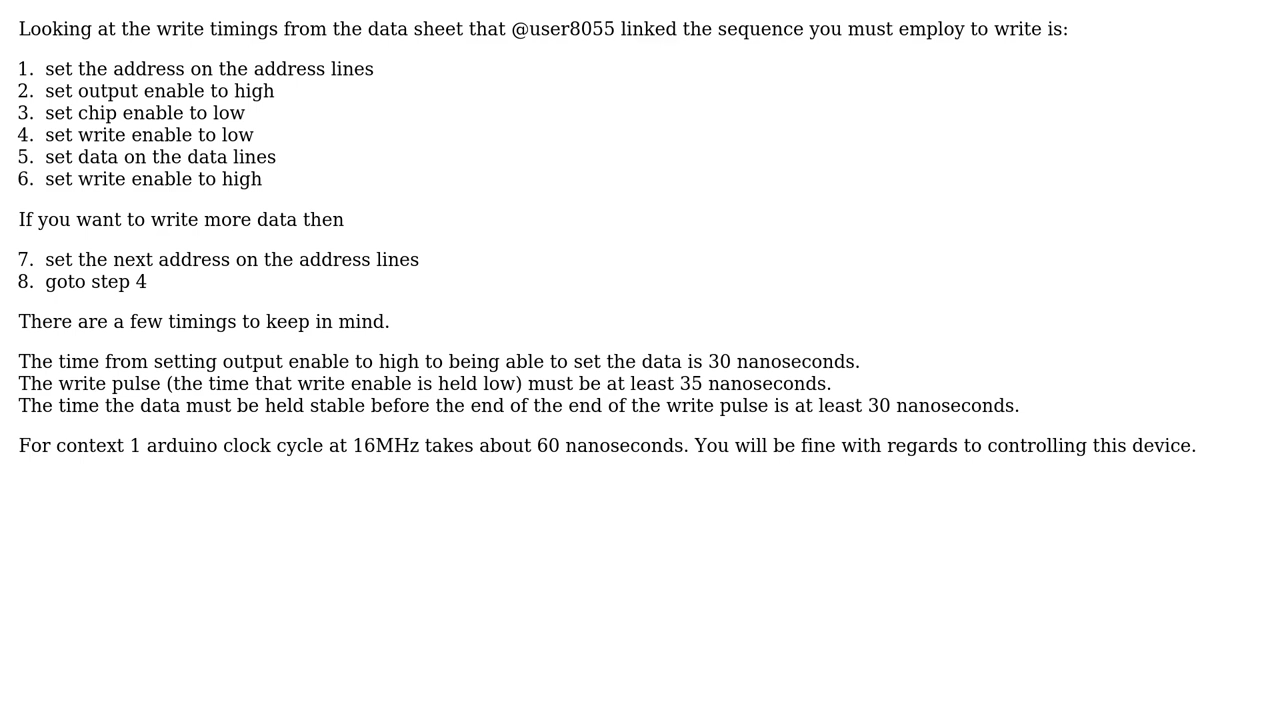 Looking at the write timings from the data sheet that @user8055 linked the sequence you must employ to write is:
1. set the address on the address lines
2. set output enable to high
3. set chip enable to low
4. set write enable to low
5. set data on the data lines
6. set write enable to high
If you want to write more data then
7. set the next address on the address lines
8. goto step 4
There are a few timings to keep in mind.
The time from setting output enable to high to being able to set the data is 30 nanoseconds.
The write pulse (the time that write enable is held low) must be at least 35 nanoseconds.
The time the data must be held stable before the end of the end of the write pulse is at least 30 nanoseconds.
For context 1 arduino clock cycle at 16MHz takes about 60 nanoseconds. You will be fine with regards to controlling this device.